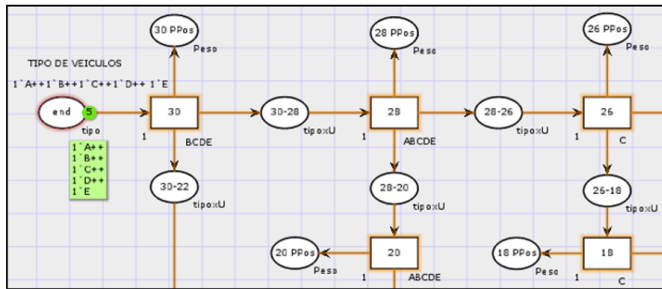 30 PPos
Peso
28 PPos
Peso
26 PPos
Peso
TIPO DE VEICULOS
1`A++1`B++1`C++1`D++ 1`E
end
5
tipo
1`A++
1`B++
1`C++
1`D++
1`E
30
1
BCDE
30-28
tipoxU
28
1
ABCDE
28-26
tipoxU
26
1
C
30-22
tipoxU
28-20
tipoxU
26-18
tipoxU
20 PPos
Peso
20
1
ABCDE
18 PPos
Peso
18
1
C